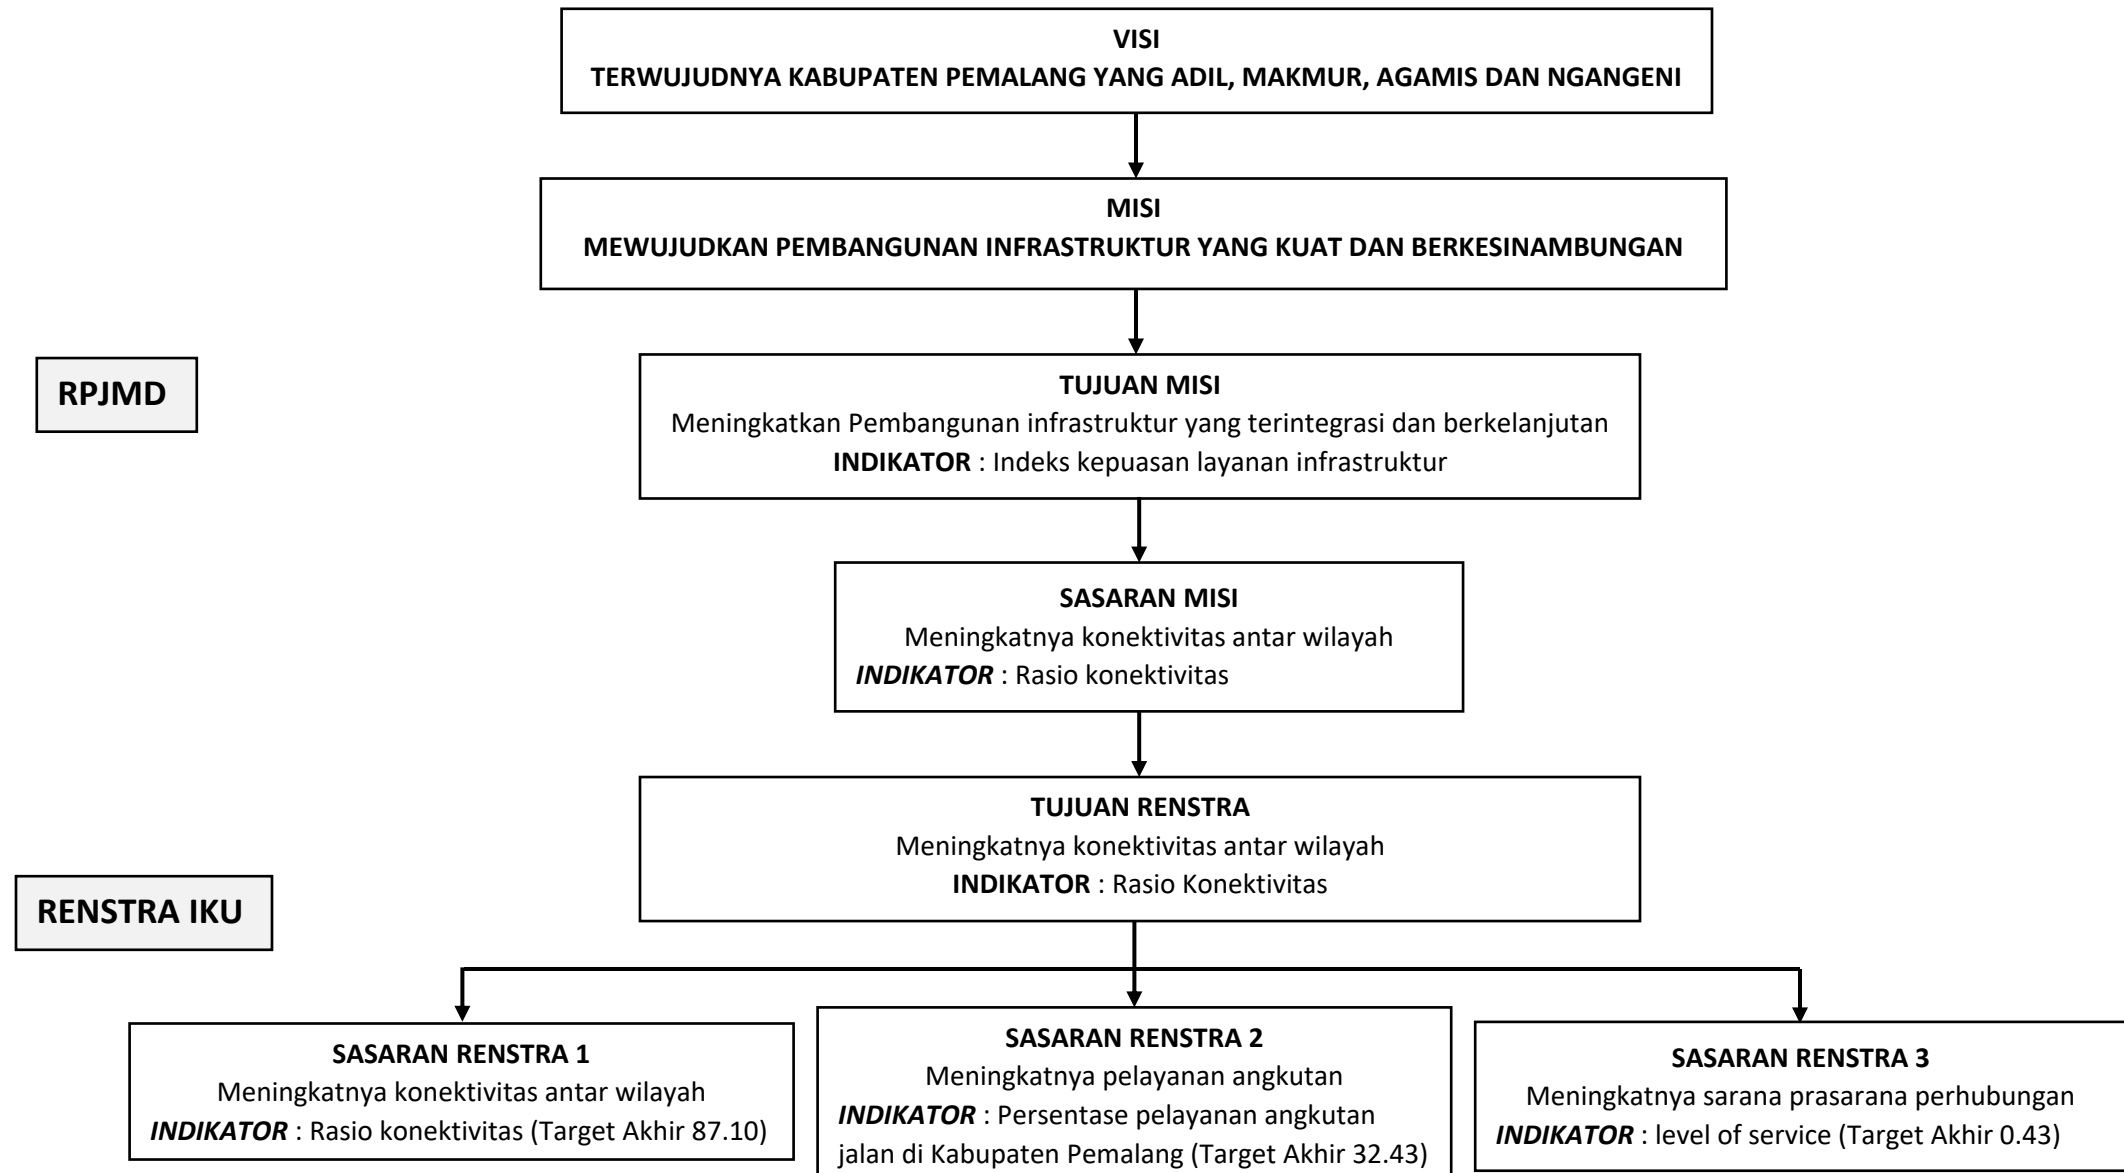 VISI
TERWUJUDNYA KABUPATEN PEMALANG YANG ADIL, MAKMUR, AGAMIS DAN NGANGENI
MISI
MEWUJUDKAN PEMBANGUNAN INFRASTRUKTUR YANG KUAT DAN BERKESINAMBUNGAN
RPJMD
TUJUAN MISI
Meningkatkan Pembangunan infrastruktur yang terintegrasi dan berkelanjutan
INDIKATOR : Indeks kepuasan layanan infrastruktur
SASARAN MISI
Meningkatnya konektivitas antar wilayah
INDIKATOR : Rasio konektivitas
TUJUAN RENSTRA
Meningkatnya konektivitas antar wilayah
INDIKATOR : Rasio Konektivitas
RENSTRA IKU
SASARAN RENSTRA 1
Meningkatnya konektivitas antar wilayah
INDIKATOR : Rasio konektivitas (Target Akhir 87.10)
SASARAN RENSTRA 2
Meningkatnya pelayanan angkutan
INDIKATOR : Persentase pelayanan angkutan
jalan di Kabupaten Pemalang (Target Akhir 32.43)
SASARAN RENSTRA 3
Meningkatnya sarana prasarana perhubungan
INDIKATOR : level of service (Target Akhir 0.43)